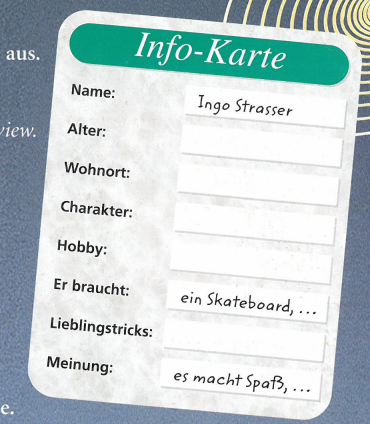 aus.
view.
e.
Info-Karte
Name: Ingo Strasser
Alter:
Wohnort:
Charakter:
Hobby:
Er braucht: ein Skateboard, ...
Lieblingstricks:
Meinung: es macht Spaß, ...